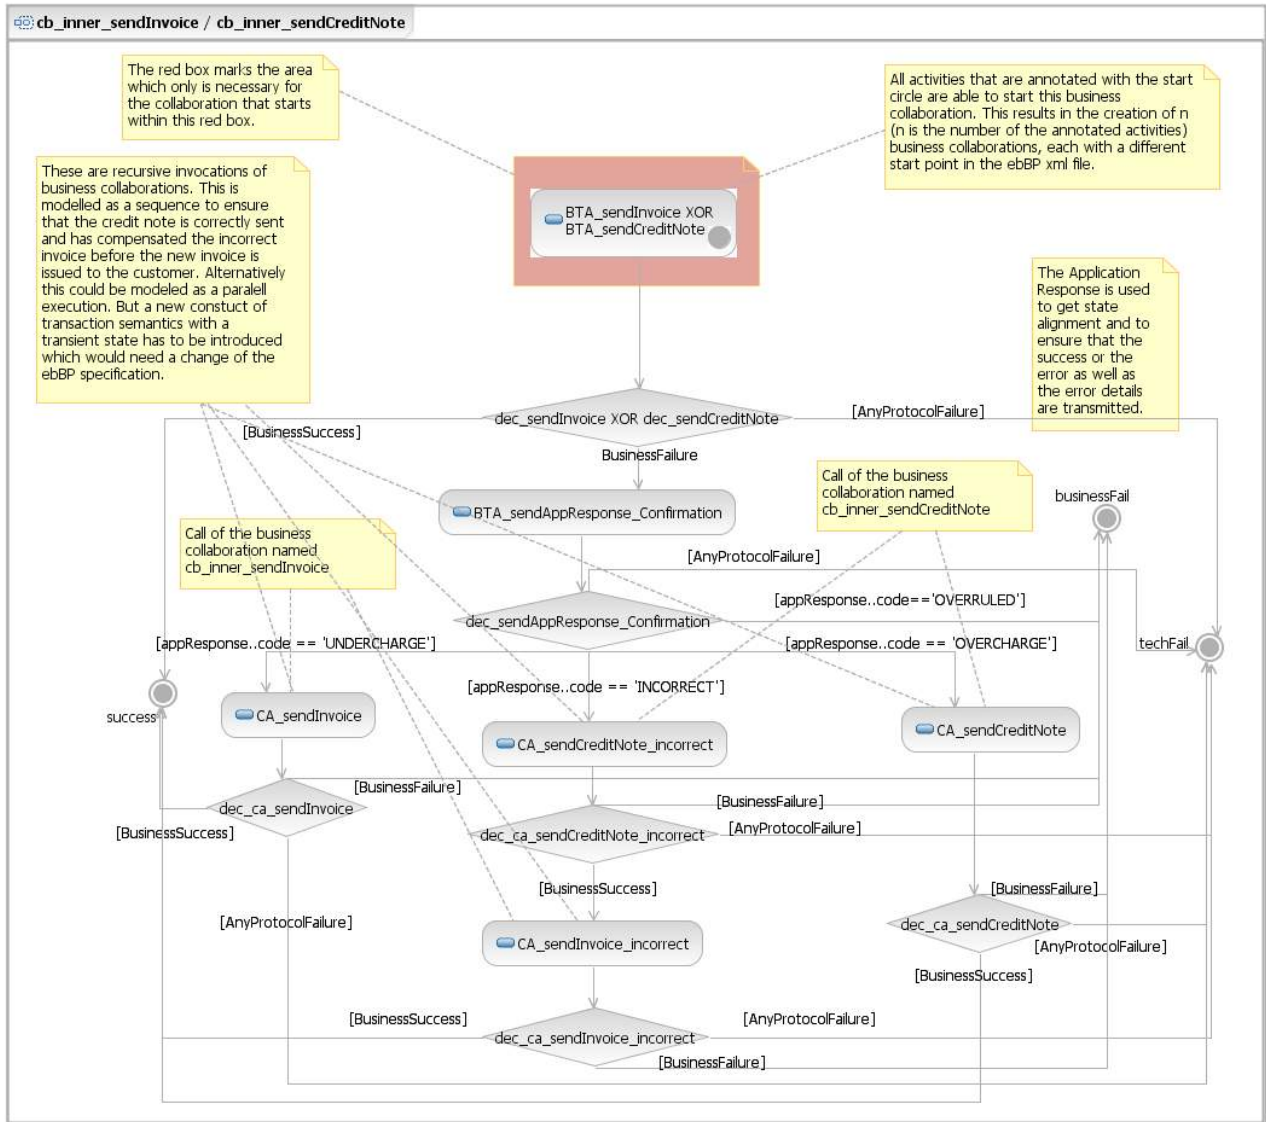 cb_inner_sendInvoice / cb_inner_sendCreditNote
The red box marks the area
which only is necessary for
the collaboration that starts
within this red box.
All activities that are annotated with the start
circle are able to start this business
collaboration. This results in the creation of n
(n is the number of the annotated activities)
business collaborations, each with a different
start point in the ebBP xml file.
These are recursive invocations of
business collaborations. This is
modelled as a sequence to ensure
that the credit note is correctly sent
and has compensated the incorrect
invoice before the new invoice is
issued to the customer. Alternatively
this could be modeled as a paralell
execution. But a new constuct of
transaction semantics with a
transient state has to be introduced
which would need a change of the
ebBP specification.
BTA_sendInvoice XOR
BTA_sendCreditNote
The Application
Response is used
to get state
alignment and to
ensure that the
success or the
error as well as
the error details
are transmitted.
dec_sendInvoice XOR dec_sendCreditNote
[AnyProtocolFailure]
[BusinessSuccess]
BusinessFailure
Call of the business
collaboration named
cb_inner_sendCreditNote
businessFail
BTA_sendAppResponse_Confirmation
Call of the business
collaboration named
cb_inner_sendInvoice
[AnyProtocolFailure]
[appResponse..code=='OVERRULED']
dec_sendAppResponse_Confirmation
[appResponse..code == 'UNDERCHARGE']
[appResponse..code == 'OVERCHARGE']
techFail
[appResponse..code == 'INCORRECT']
success
CA_sendInvoice
CA_sendCreditNote_incorrect
CA_sendCreditNote
[BusinessFailure]
[BusinessFailure]
dec_ca_sendInvoice
[BusinessSuccess]
dec_ca_sendCreditNote_incorrect
[AnyProtocolFailure]
[BusinessSuccess]
[BusinessFailure]
[AnyProtocolFailure]
dec_ca_sendCreditNote
CA_sendInvoice_incorrect
[AnyProtocolFailure]
[BusinessSuccess]
[BusinessSuccess]
[AnyProtocolFailure]
dec_ca_sendInvoice_incorrect
[BusinessFailure]